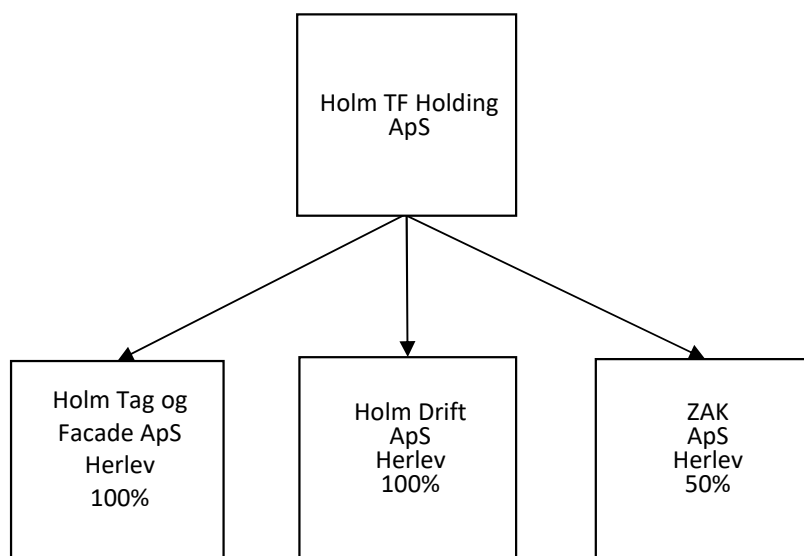 Holm TF Holding
ApS
Holm Tag og
Facade ApS
Herlev
100%
Holm Drift
ApS
Herlev
100%
ZAK
ApS
Herlev
50%